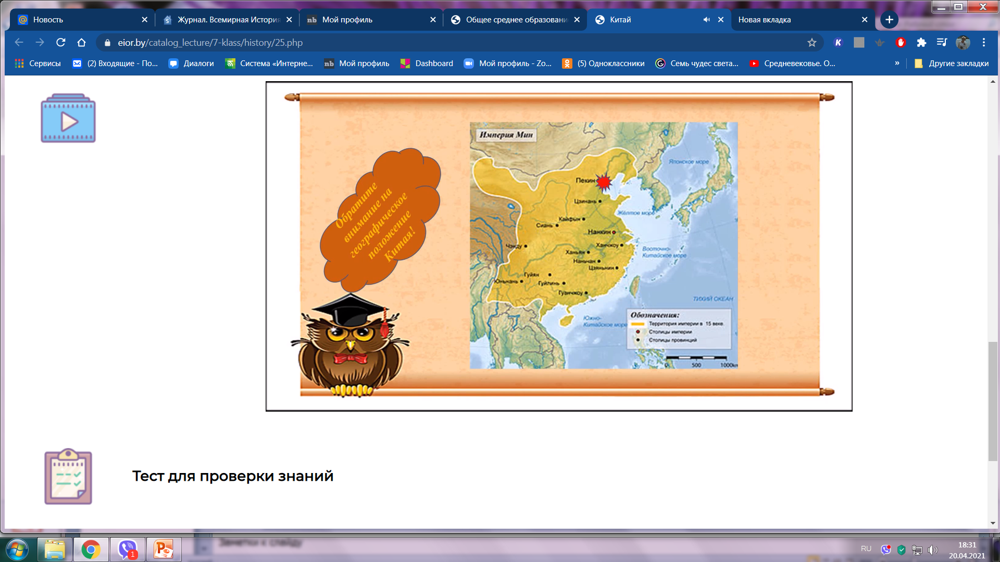 Новость
Журнал. Всемирная История
Мой профиль
Общее среднее образовани
Китай
Новая вкладка
eior.by/catalog_lecture/7-klass/history/25.php
Сервисы
(2) Входящие - По...
Диалоги
Система «Интерне...
Мой профиль
Dashboard
Мой профиль - Zo...
(5) Одноклассники
Семь чудес света...
Средневековье. О...
»
Другие закладки
Империя Мин
Японское море
Пекин
Цзинань
Жёлтое море
Кайфын
Сиань
Нанкин
Чэнду
Ханчжоу
Восточно-
Китайское море
Ханьян
Наньчан
Цзяньнин
Гуйян
Юньнань
Гуйлинь
Гуанчжоу
ТИХИЙ ОКЕАН
Южно-
Китайское море
Обозначения:
Территория империи в 15 веке.
Столицы империи
Столицы провинций
0 500 1000km
Обратите
внимание на
географическое
положение
Китая!
Тест для проверки знаний
Заметки к слайду
1
RU
18:31
20.04.2021